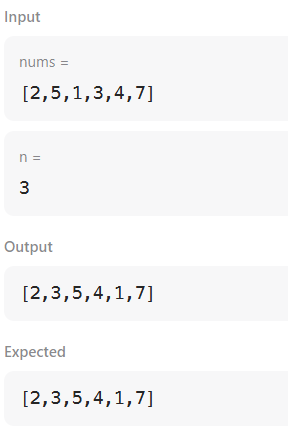 Input
nums =
[2,5,1,3,4,7]
n =
3
Output
[2,3,5,4,1,7]
Expected
[2,3,5,4,1,7]